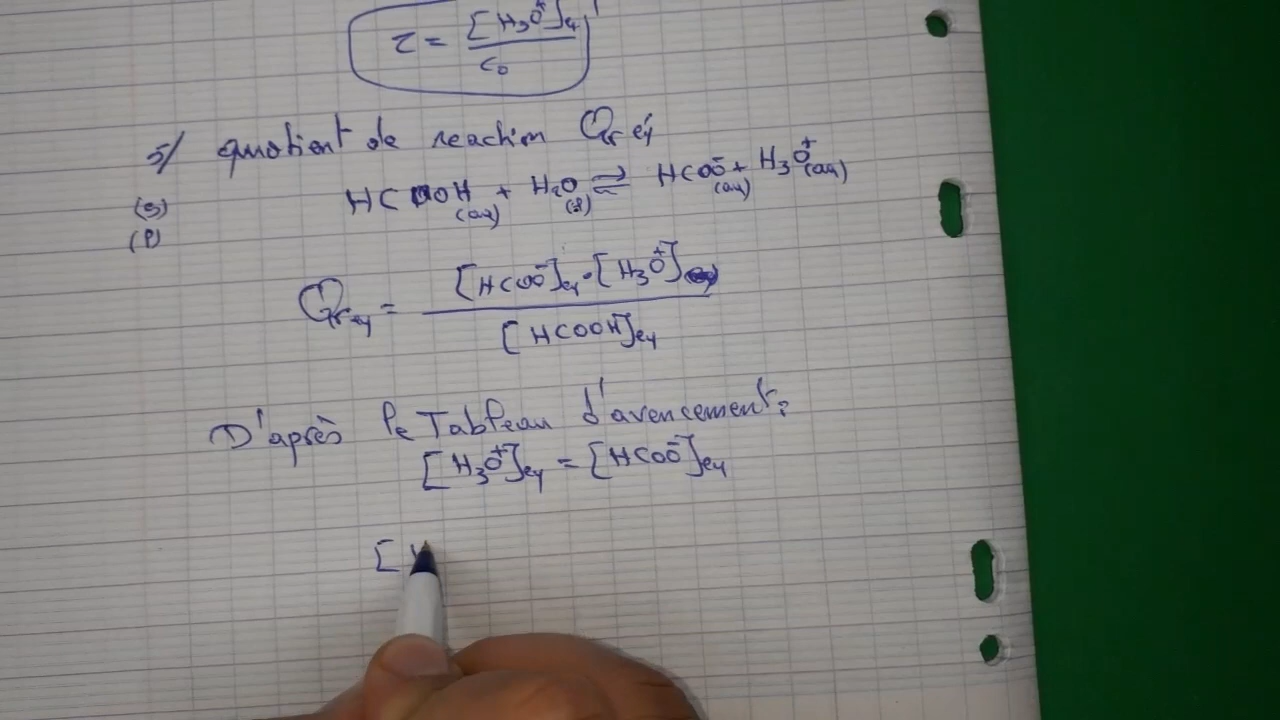 τ = [H₃O⁺]éq / C₀
5/ quotient de reaction Qr éq
HCOOH(aq) + H₂O(l) ⇌ HCOO⁻(aq) + H₃O⁺(aq)
(s)
(l)
Qr,éq = [HCOO⁻]éq · [H₃O⁺]éq / [HCOOH]éq
D'après le Tableau d'avencement:
[H₃O⁺]éq = [HCOO⁻]éq
[